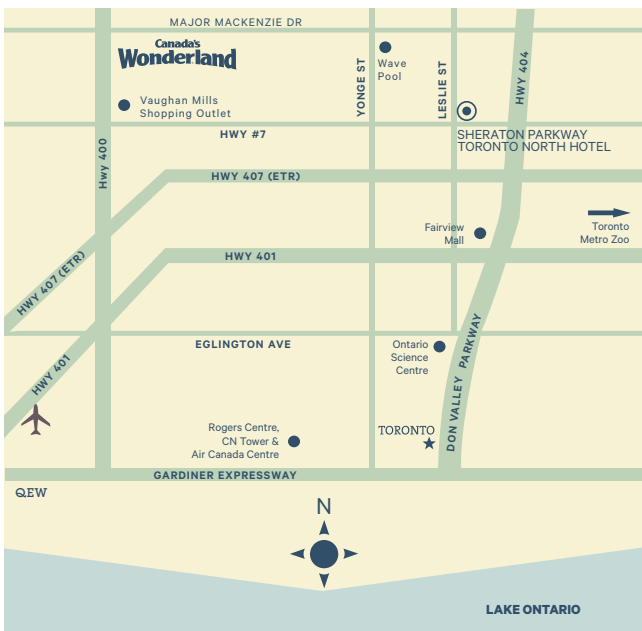 MAJOR MACKENZIE DR
Canada's
Wonderland
Wave
Pool
YONGE ST
LESLIE ST
HWY 404
Vaughan Mills
Shopping Outlet
HWY #7
SHERATON PARKWAY
TORONTO NORTH HOTEL
Hwy 400
HWY 407 (ETR)
Fairview
Mall
Toronto
Metro Zoo
HWY 401
HWY 407 (ETR)
EGLINGTON AVE
Ontario
Science
Centre
DON VALLEY PARKWAY
HWY 401
Rogers Centre,
CN Tower &
Air Canada Centre
TORONTO
GARDINER EXPRESSWAY
QEW
N
LAKE ONTARIO